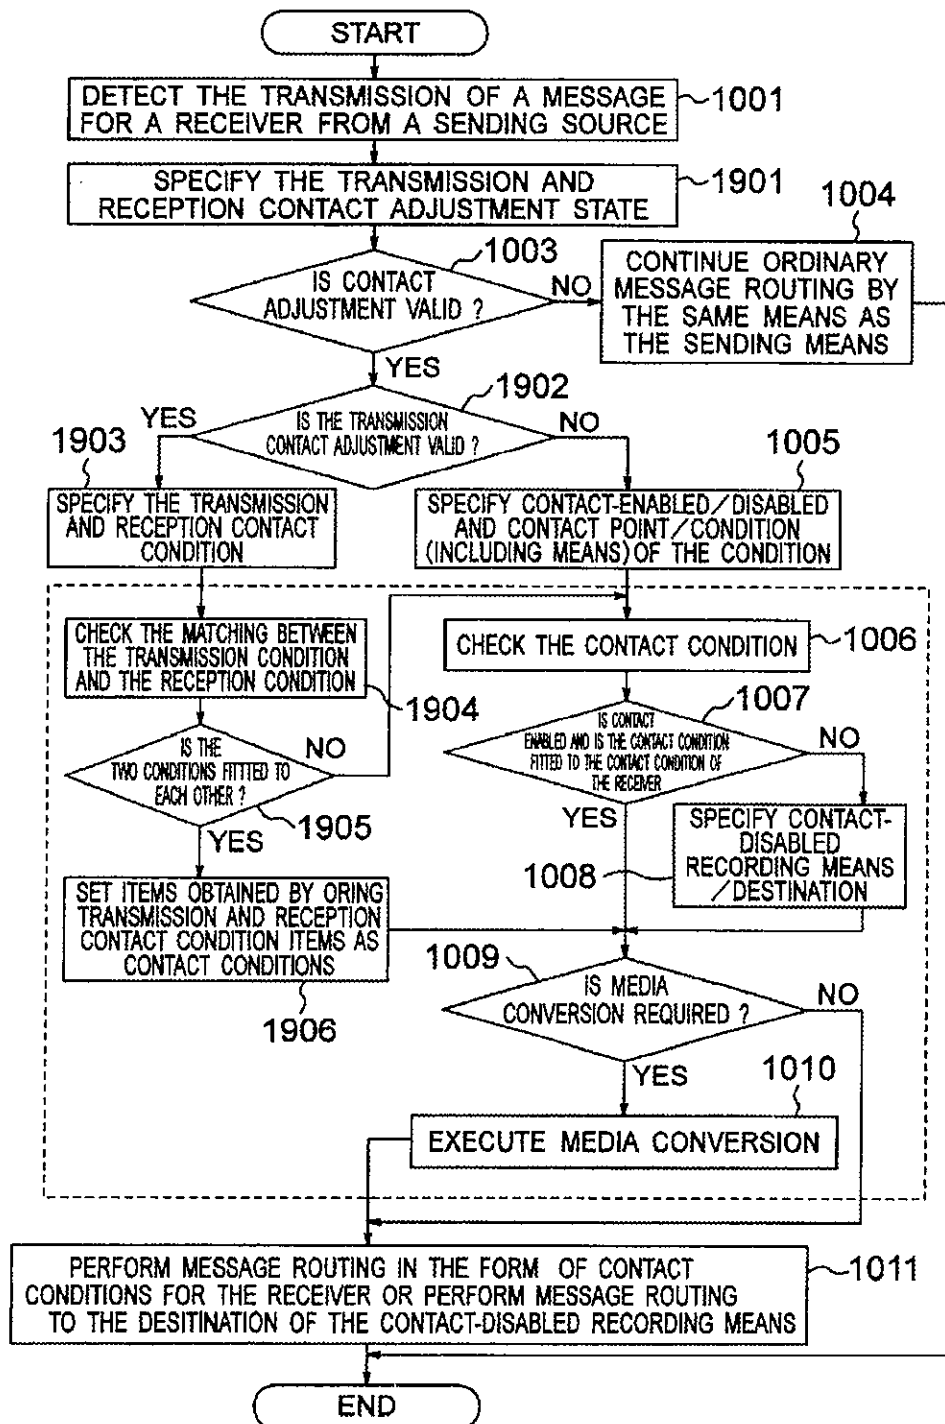 START
DETECT THE TRANSMISSION OF A MESSAGE
FOR A RECEIVER FROM A SENDING SOURCE
1001
SPECIFY THE TRANSMISSION AND
RECEPTION CONTACT ADJUSTMENT STATE
1901
1004
1003
IS CONTACT
ADJUSTMENT VALID ?
NO
CONTINUE ORDINARY
MESSAGE ROUTING BY
THE SAME MEANS AS
THE SENDING MEANS
YES
1902
YES
IS THE TRANSMISSION
CONTACT ADJUSTMENT VALID ?
NO
1903
1005
SPECIFY THE TRANSMISSION
AND RECEPTION CONTACT
CONDITION
SPECIFY CONTACT-ENABLED/DISABLED
AND CONTACT POINT/CONDITION
(INCLUDING MEANS) OF THE CONDITION
CHECK THE MATCHING BETWEEN
THE TRANSMISSION CONDITION
AND THE RECEPTION CONDITION
1904
CHECK THE CONTACT CONDITION
1006
1007
IS CONTACT
ENABLED AND IS THE CONTACT CONDITION
FITTED TO THE CONTACT CONDITION OF
THE RECEIVER
NO
YES
IS THE
TWO CONDITIONS FITTTED TO
EACH OTHER ?
NO
1905
YES
SPECIFY CONTACT-
DISABLED
RECORDING MEANS
/DESTINATION
1008
SET ITEMS OBTAINED BY ORING
TRANSMISSION AND RECEPTION
CONTACT CONDITION ITEMS AS
CONTACT CONDITIONS
1906
1009
IS MEDIA
CONVERSION REQUIRED ?
NO
YES
1010
EXECUTE MEDIA CONVERSION
PERFORM MESSAGE ROUTING IN THE FORM OF CONTACT
CONDITIONS FOR THE RECEIVER OR PERFORM MESSAGE ROUTING
TO THE DESITINATION OF THE CONTACT-DISABLED RECORDING MEANS
1011
END